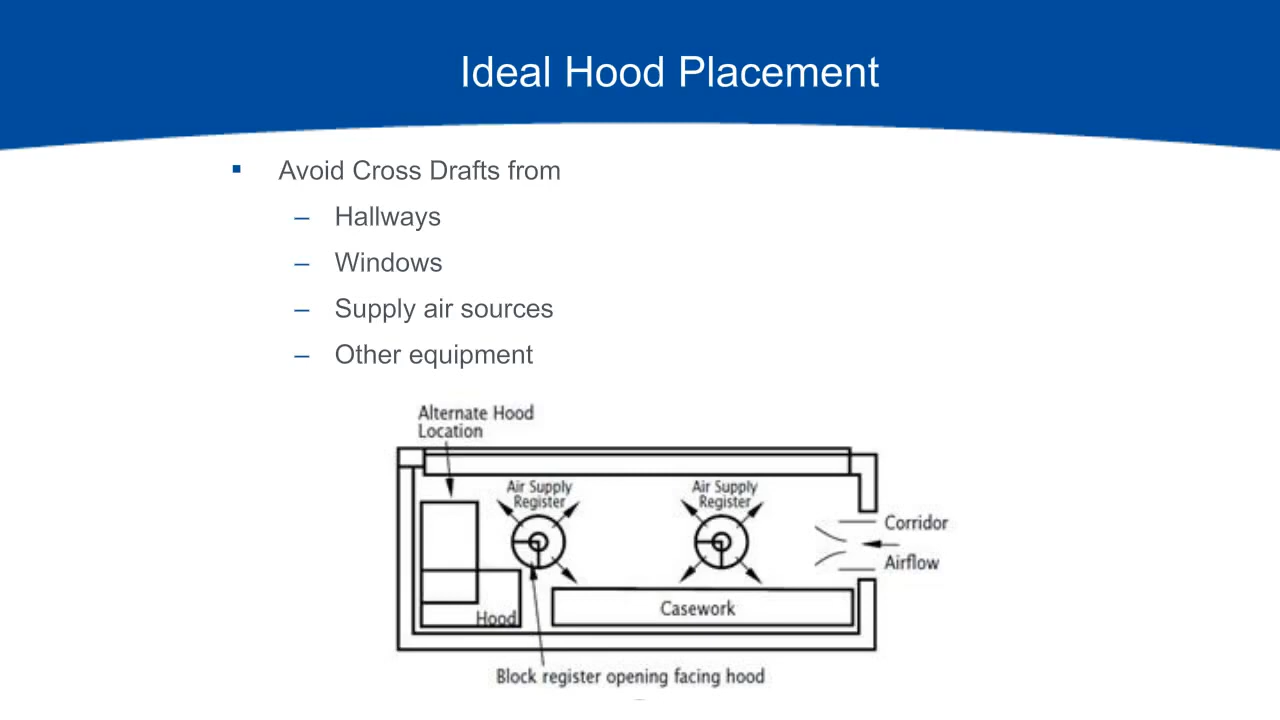 Ideal Hood Placement
▪ Avoid Cross Drafts from
– Hallways
– Windows
– Supply air sources
– Other equipment
Alternate Hood
Location
Air Supply
Register
Air Supply
Register
Corridor
Airflow
Casework
Hood
Block register opening facing hood